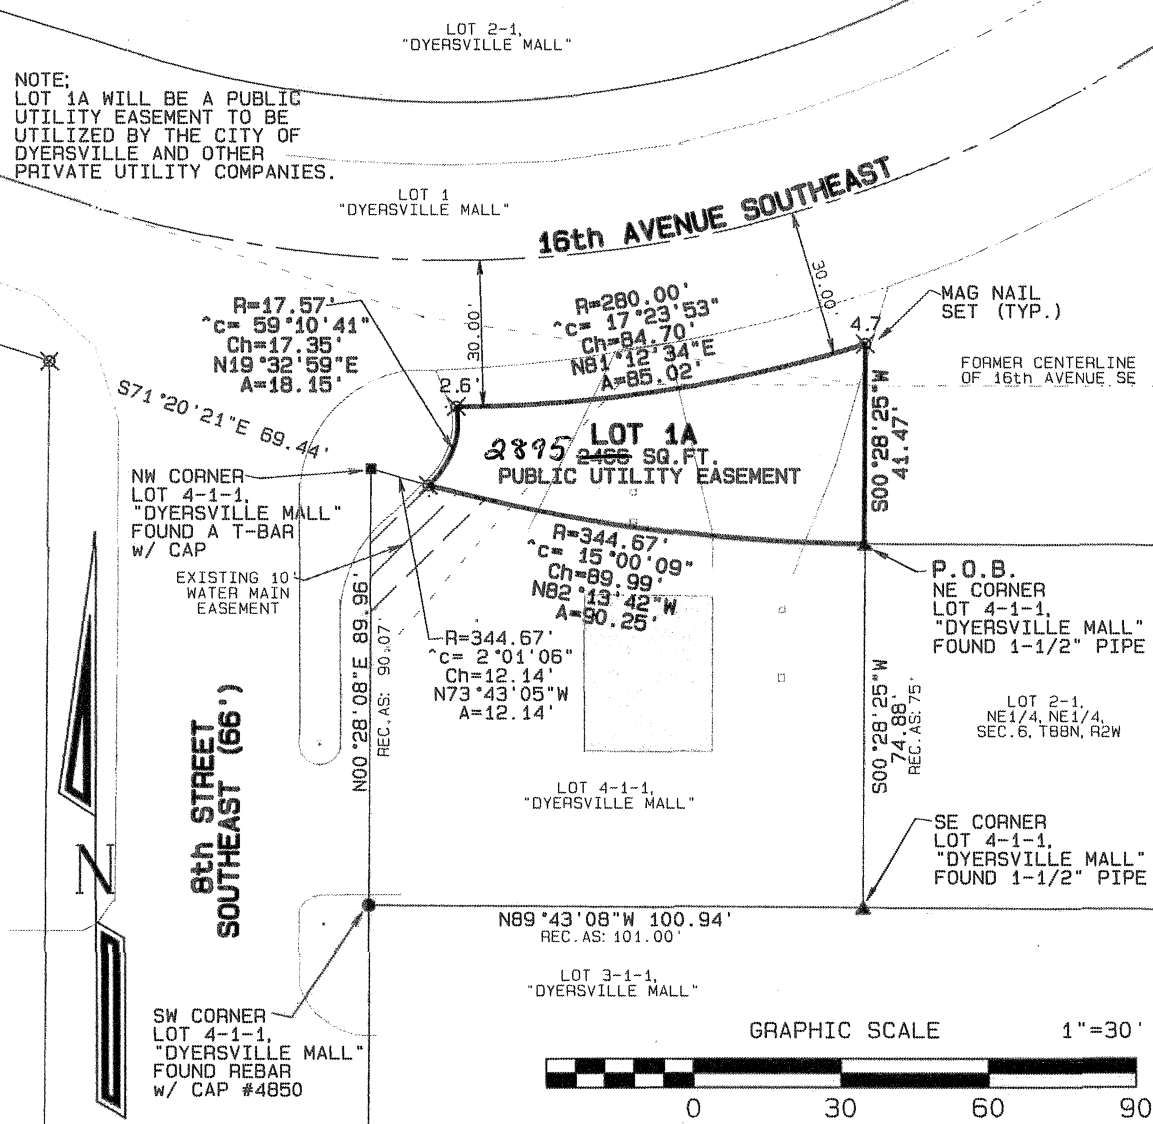 LOT 2-1,
"DYERSVILLE MALL"
NOTE;
LOT 1A WILL BE A PUBLIC
UTILITY EASEMENT TO BE
UTILIZED BY THE CITY OF
DYERSVILLE AND OTHER
PRIVATE UTILITY COMPANIES.
LOT 1
"DYERSVILLE MALL"
16th AVENUE SOUTHEAST
30.00'
30.00'
R=17.57'
^c= 59°10'41"
Ch=17.35'
N19°32'59"E
A=18.15'
R=280.00'
^c= 17°23'53"
Ch=84.70'
N81°12'34"E
A=85.02'
MAG NAIL
SET (TYP.)
4.7
2.6'
FORMER CENTERLINE
OF 16th AVENUE SE
S71°20'21"E 69.44'
S00°28'25"W
41.47'
LOT 1A
2895 2466 SQ.FT.
PUBLIC UTILITY EASEMENT
NW CORNER
LOT 4-1-1,
"DYERSVILLE MALL"
FOUND A T-BAR
W/ CAP
EXISTING 10'
WATER MAIN
EASEMENT
R=344.67'
^c= 15°00'09"
Ch=89.99'
N82°13'42"W
A=90.25'
P.O.B.
NE CORNER
LOT 4-1-1,
"DYERSVILLE MALL"
FOUND 1-1/2" PIPE
R=344.67'
^c= 2°01'06"
Ch=12.14'
N73°43'05"W
A=12.14'
N00°28'08"E 89.96'
REC.AS: 90.07'
S00°28'25"W
74.88'
REC.AS: 75'
LOT 2-1,
NE1/4, NE1/4,
SEC.6, T88N, R2W
8th STREET
SOUTHEAST (66')
LOT 4-1-1,
"DYERSVILLE MALL"
SE CORNER
LOT 4-1-1,
"DYERSVILLE MALL"
FOUND 1-1/2" PIPE
N
N89°43'08"W 100.94'
REC.AS: 101.00'
LOT 3-1-1,
"DYERSVILLE MALL"
SW CORNER
LOT 4-1-1,
"DYERSVILLE MALL"
FOUND REBAR
W/ CAP #4850
GRAPHIC SCALE 1"=30'
0 30 60 90